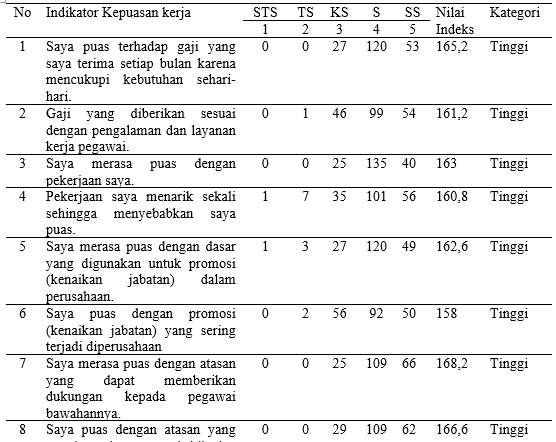 No Indikator Kepuasan kerja STS TS KS S SS Nilai Kategori
1 2 3 4 5 Indeks
1 Saya puas terhadap gaji yang 0 0 27 120 53 165,2 Tinggi
saya terima setiap bulan karena
mencukupi kebutuhan sehari-
hari.
2 Gaji yang diberikan sesuai 0 1 46 99 54 161,2 Tinggi
dengan pengalaman dan layanan
kerja pegawai.
3 Saya merasa puas dengan 0 0 25 135 40 163 Tinggi
pekerjaan saya.
4 Pekerjaan saya menarik sekali 1 7 35 101 56 160,8 Tinggi
sehingga menyebabkan saya
puas.
5 Saya merasa puas dengan dasar 1 3 27 120 49 162,6 Tinggi
yang digunakan untuk promosi
(kenaikan jabatan) dalam
perusahaan.
6 Saya puas dengan promosi 0 2 56 92 50 158 Tinggi
(kenaikan jabatan) yang sering
terjadi diperusahaan
7 Saya merasa puas dengan atasan 0 0 25 109 66 168,2 Tinggi
yang dapat memberikan
dukungan kepada pegawai
bawahannya.
8 Saya puas dengan atasan yang 0 0 29 109 62 166,6 Tinggi